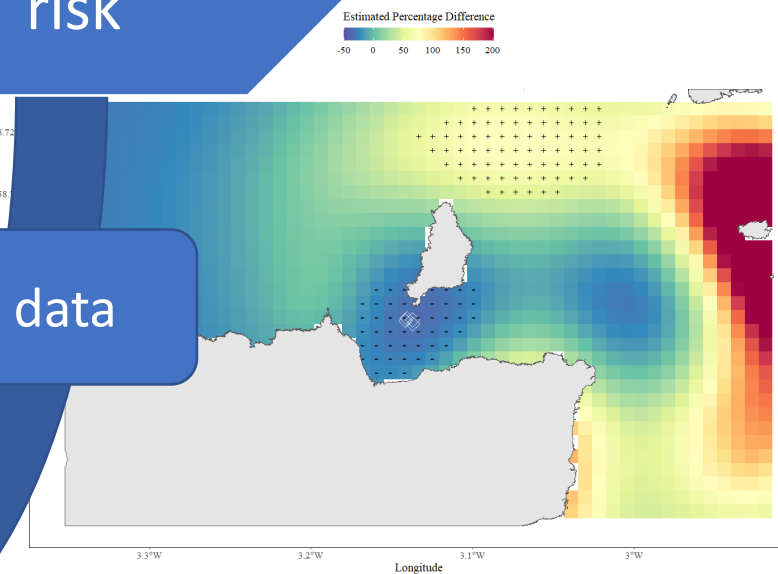 risk
Estimated Percentage Difference
-50 0 50 100 150 200
data
3.3°W 3.2°W 3.1°W 3°W
Longitude